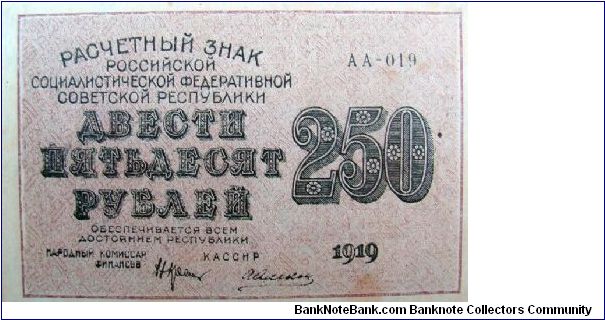 РАСЧЕТНЫЙ ЗНАК
РОССИЙСКОЙ
СОЦИАЛИСТИЧЕСКОЙ ФЕДЕРАТИВНОЙ
СОВЕТСКОЙ РЕСПУБЛИКИ
АА-019
ДВЕСТИ
ПЯТЬДЕСЯТ
РУБЛЕЙ
250
ОБЕСПЕЧИВАЕТСЯ ВСЕМ
ДОСТОЯНИЕМ РЕСПУБЛИКИ
НАРОДНЫЙ КОМИССАР
ФИНАНСОВ
КАССИР
1919
BankNoteBank.com Banknote Collectors Community